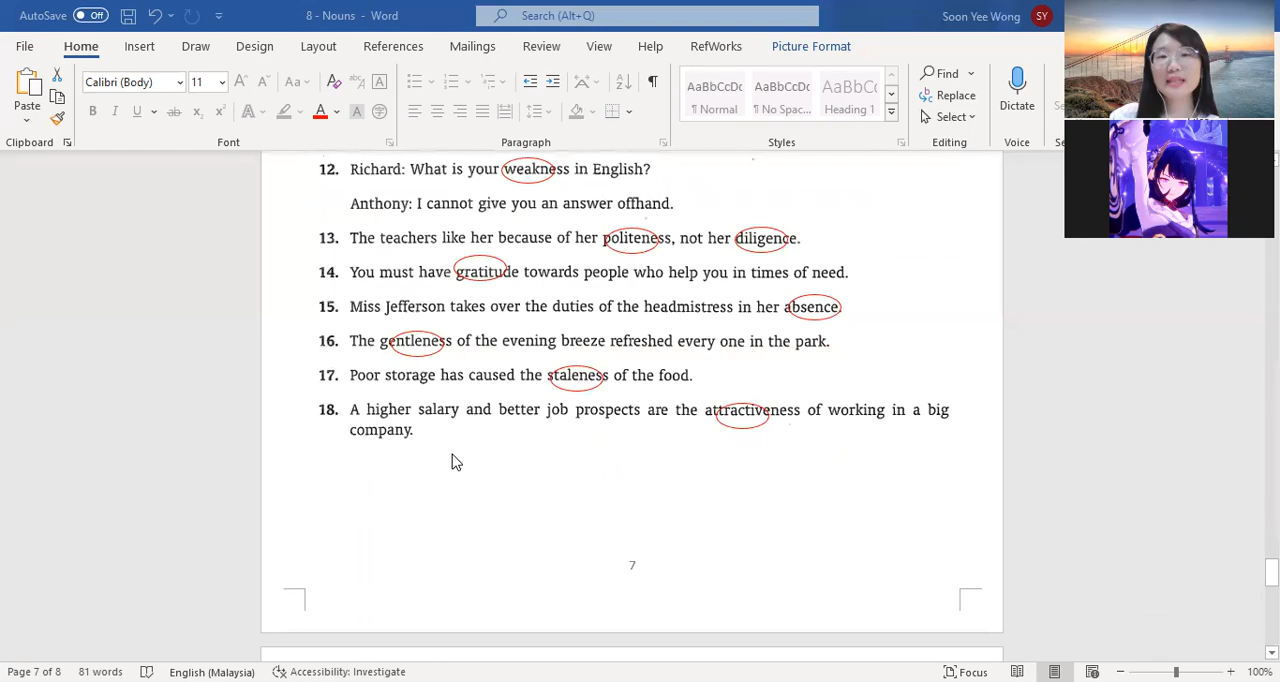 AutoSave Off 8 - Nouns - Word Search (Alt+Q) Soon Yee Wong SY
File Home Insert Draw Design Layout References Mailings Review View Help RefWorks Picture Format
Paste Calibri (Body) 11 Aa AaBbCcDc AaBbCcDc AaBbCc Find Replace Select Dictate
¶ Normal ¶ No Spac... Heading 1
Clipboard Font Paragraph Styles Editing Voice
12. Richard: What is your weakness in English?
Anthony: I cannot give you an answer offhand.
13. The teachers like her because of her politeness, not her diligence.
14. You must have gratitude towards people who help you in times of need.
15. Miss Jefferson takes over the duties of the headmistress in her absence.
16. The gentleness of the evening breeze refreshed every one in the park.
17. Poor storage has caused the staleness of the food.
18. A higher salary and better job prospects are the attractiveness of working in a big
company.
7
Page 7 of 8 81 words English (Malaysia) Accessibility: Investigate Focus 100%